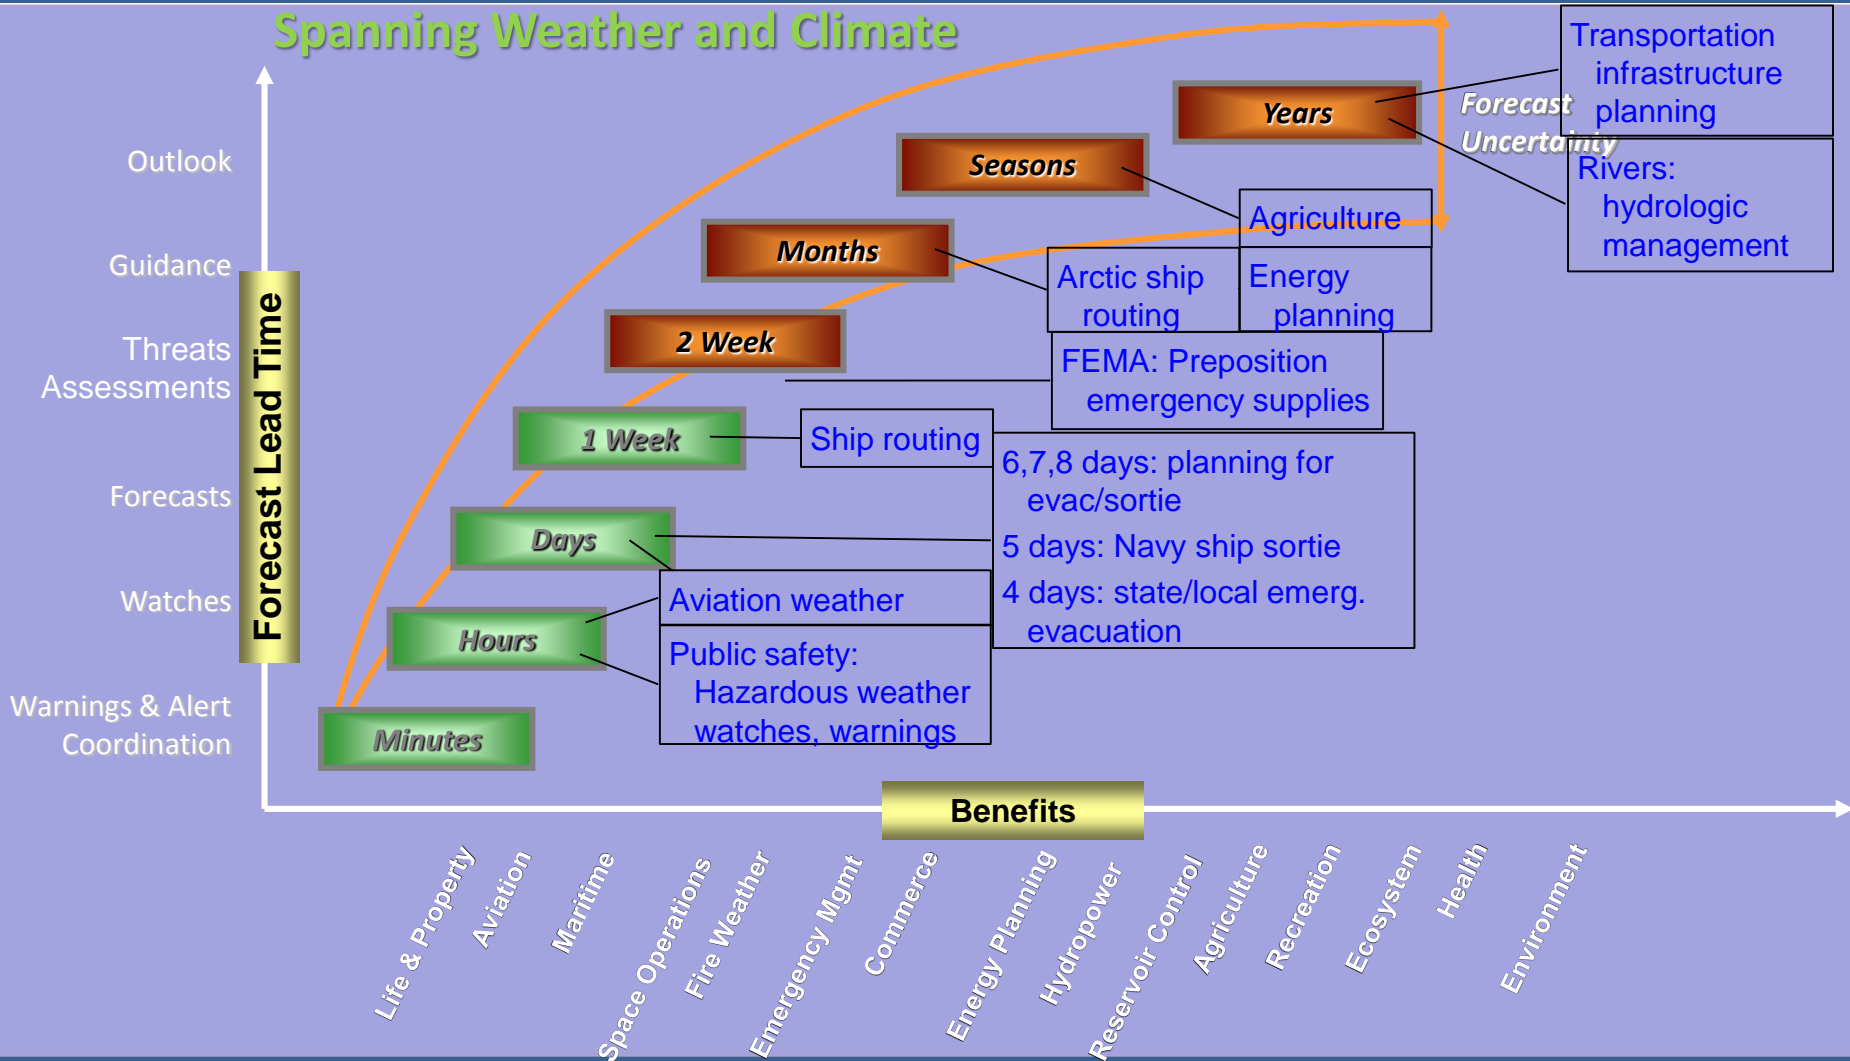 Spanning Weather and Climate
Outlook
Guidance
Threats
Assessments
Forecasts
Watches
Warnings & Alert
Coordination
Forecast Lead Time
Years
Seasons
Months
2 Week
1 Week
Days
Hours
Minutes
Forecast
Uncertainty
Transportation
infrastructure
planning
Rivers:
hydrologic
management
Agriculture
Arctic ship
routing
Energy
planning
FEMA: Preposition
emergency supplies
Ship routing
6,7,8 days: planning for
evac/sortie
5 days: Navy ship sortie
4 days: state/local emerg.
evacuation
Aviation weather
Public safety:
Hazardous weather
watches, warnings
Benefits
Life & Property
Aviation
Maritime
Space Operations
Fire Weather
Emergency Mgmt
Commerce
Energy Planning
Hydropower
Reservoir Control
Agriculture
Recreation
Ecosystem
Health
Environment